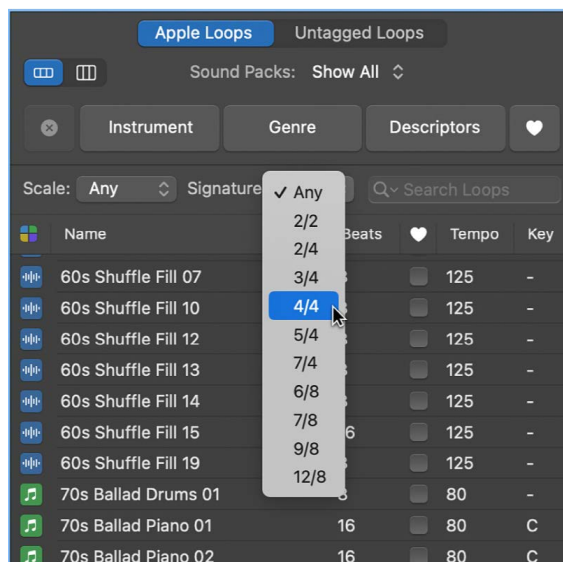 Apple Loops Untagged Loops
Sound Packs: Show All
Instrument Genre Descriptors
Scale: Any Signature Search Loops
✓ Any
2/2
2/4
3/4
4/4
5/4
7/4
6/8
7/8
9/8
12/8
Name Beats Tempo Key
60s Shuffle Fill 07 125 -
60s Shuffle Fill 10 125 -
60s Shuffle Fill 12 125 -
60s Shuffle Fill 13 125 -
60s Shuffle Fill 14 125 -
60s Shuffle Fill 15 125 -
60s Shuffle Fill 19 125 -
70s Ballad Drums 01 8 80 -
70s Ballad Piano 01 16 80 C
70s Ballad Piano 02 16 80 C